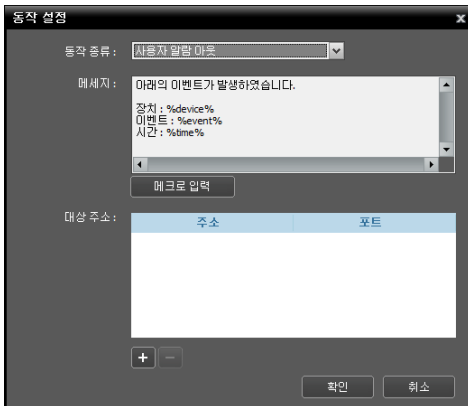 동작 설정
동작 종류 : 사용자 알람 아웃
메세지 : 아래의 이벤트가 발생하였습니다.
장치 : %device%
이벤트 : %event%
시간 : %time%
메크로 입력
대상 주소 : 주소 포트
확인 취소